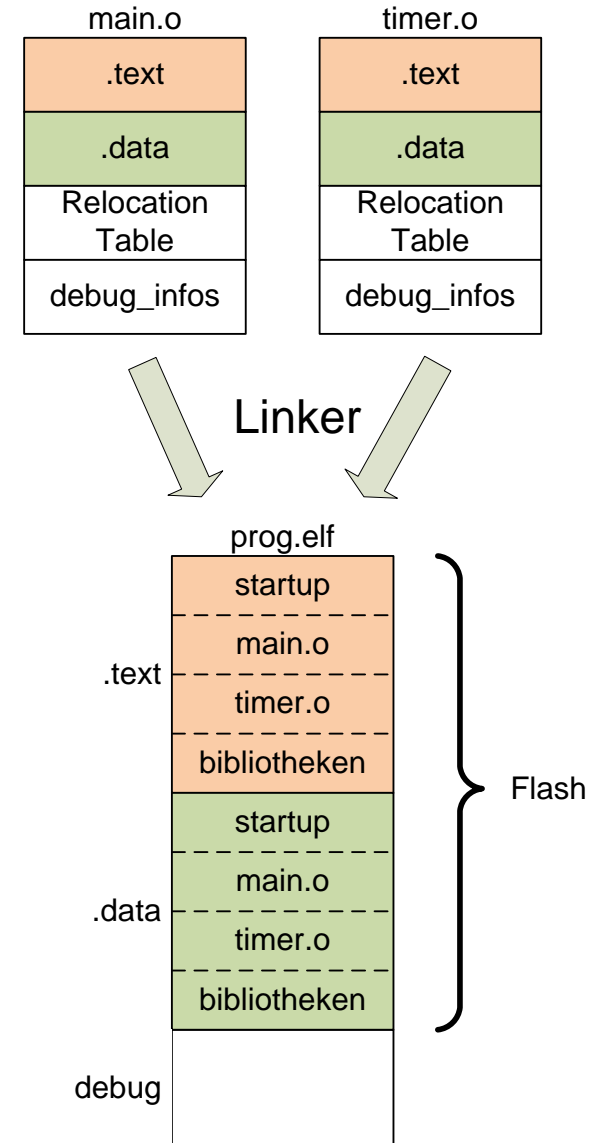 main.o
.text
.data
Relocation
Table
debug_infos
timer.o
.text
.data
Relocation
Table
debug_infos
Linker
prog.elf
.text
startup
main.o
timer.o
bibliotheken
.data
startup
main.o
timer.o
bibliotheken
debug
Flash